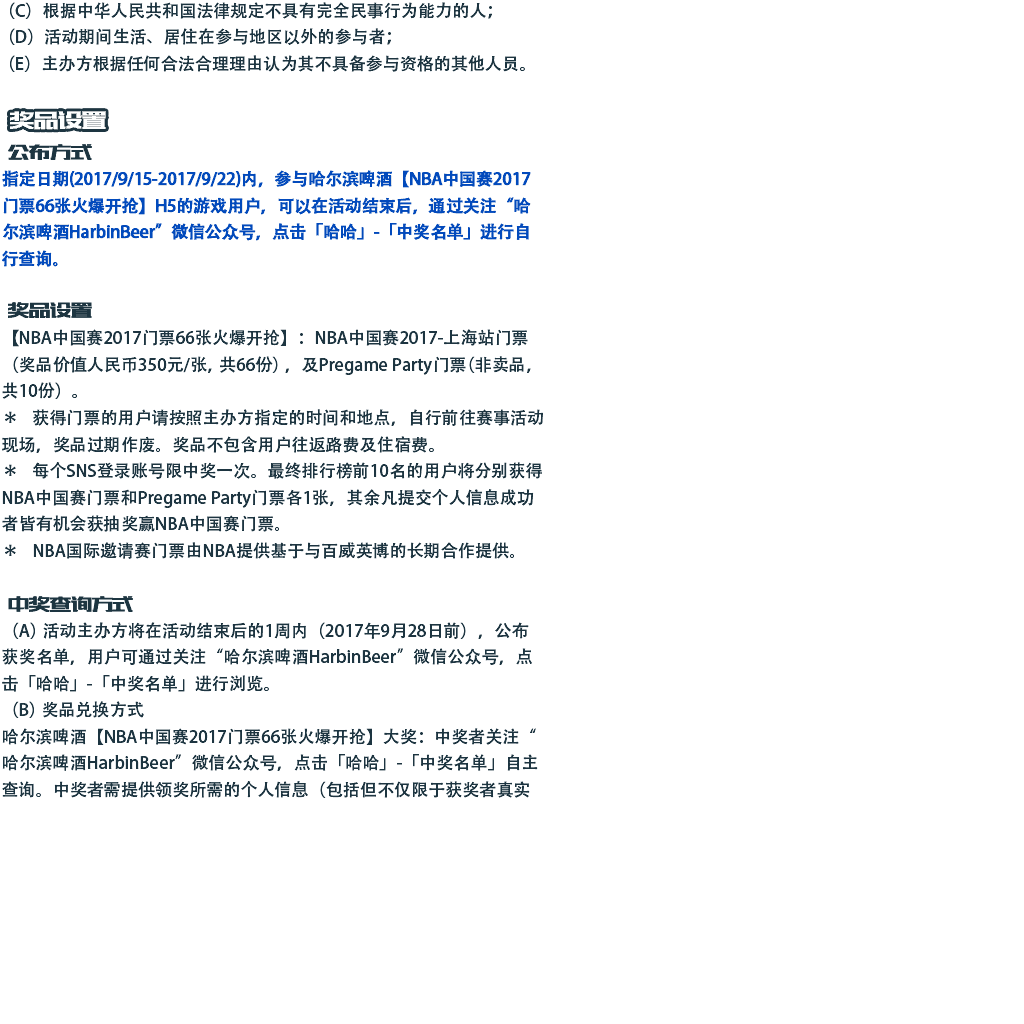 （C）根据中华人民共和国法律规定不具有完全民事行为能力的人；
（D）活动期间生活、居住在参与地区以外的参与者；
（E）主办方根据任何合法合理理由认为其不具备参与资格的其他人员。
奖品设置
公布方式
指定日期(2017/9/15-2017/9/22)内，参与哈尔滨啤酒【NBA中国赛2017
门票66张火爆开抢】H5的游戏用户，可以在活动结束后，通过关注“哈
尔滨啤酒HarbinBeer”微信公众号，点击「哈哈」-「中奖名单」进行自
行查询。
奖品设置
【NBA中国赛2017门票66张火爆开抢】：NBA中国赛2017-上海站门票
（奖品价值人民币350元/张，共66份），及Pregame Party门票（非卖品，
共10份）。
＊ 获得门票的用户请按照主办方指定的时间和地点，自行前往赛事活动
现场，奖品过期作废。奖品不包含用户往返路费及住宿费。
＊ 每个SNS登录账号限中奖一次。最终排行榜前10名的用户将分别获得
NBA中国赛门票和Pregame Party门票各1张，其余凡提交个人信息成功
者皆有机会获抽奖赢NBA中国赛门票。
＊ NBA国际邀请赛门票由NBA提供基于与百威英博的长期合作提供。
中奖查询方式
（A）活动主办方将在活动结束后的1周内（2017年9月28日前），公布
获奖名单，用户可通过关注“哈尔滨啤酒HarbinBeer”微信公众号，点
击「哈哈」-「中奖名单」进行浏览。
（B）奖品兑换方式
哈尔滨啤酒【NBA中国赛2017门票66张火爆开抢】大奖：中奖者关注“
哈尔滨啤酒HarbinBeer”微信公众号，点击「哈哈」-「中奖名单」自主
查询。中奖者需提供领奖所需的个人信息（包括但不仅限于获奖者真实